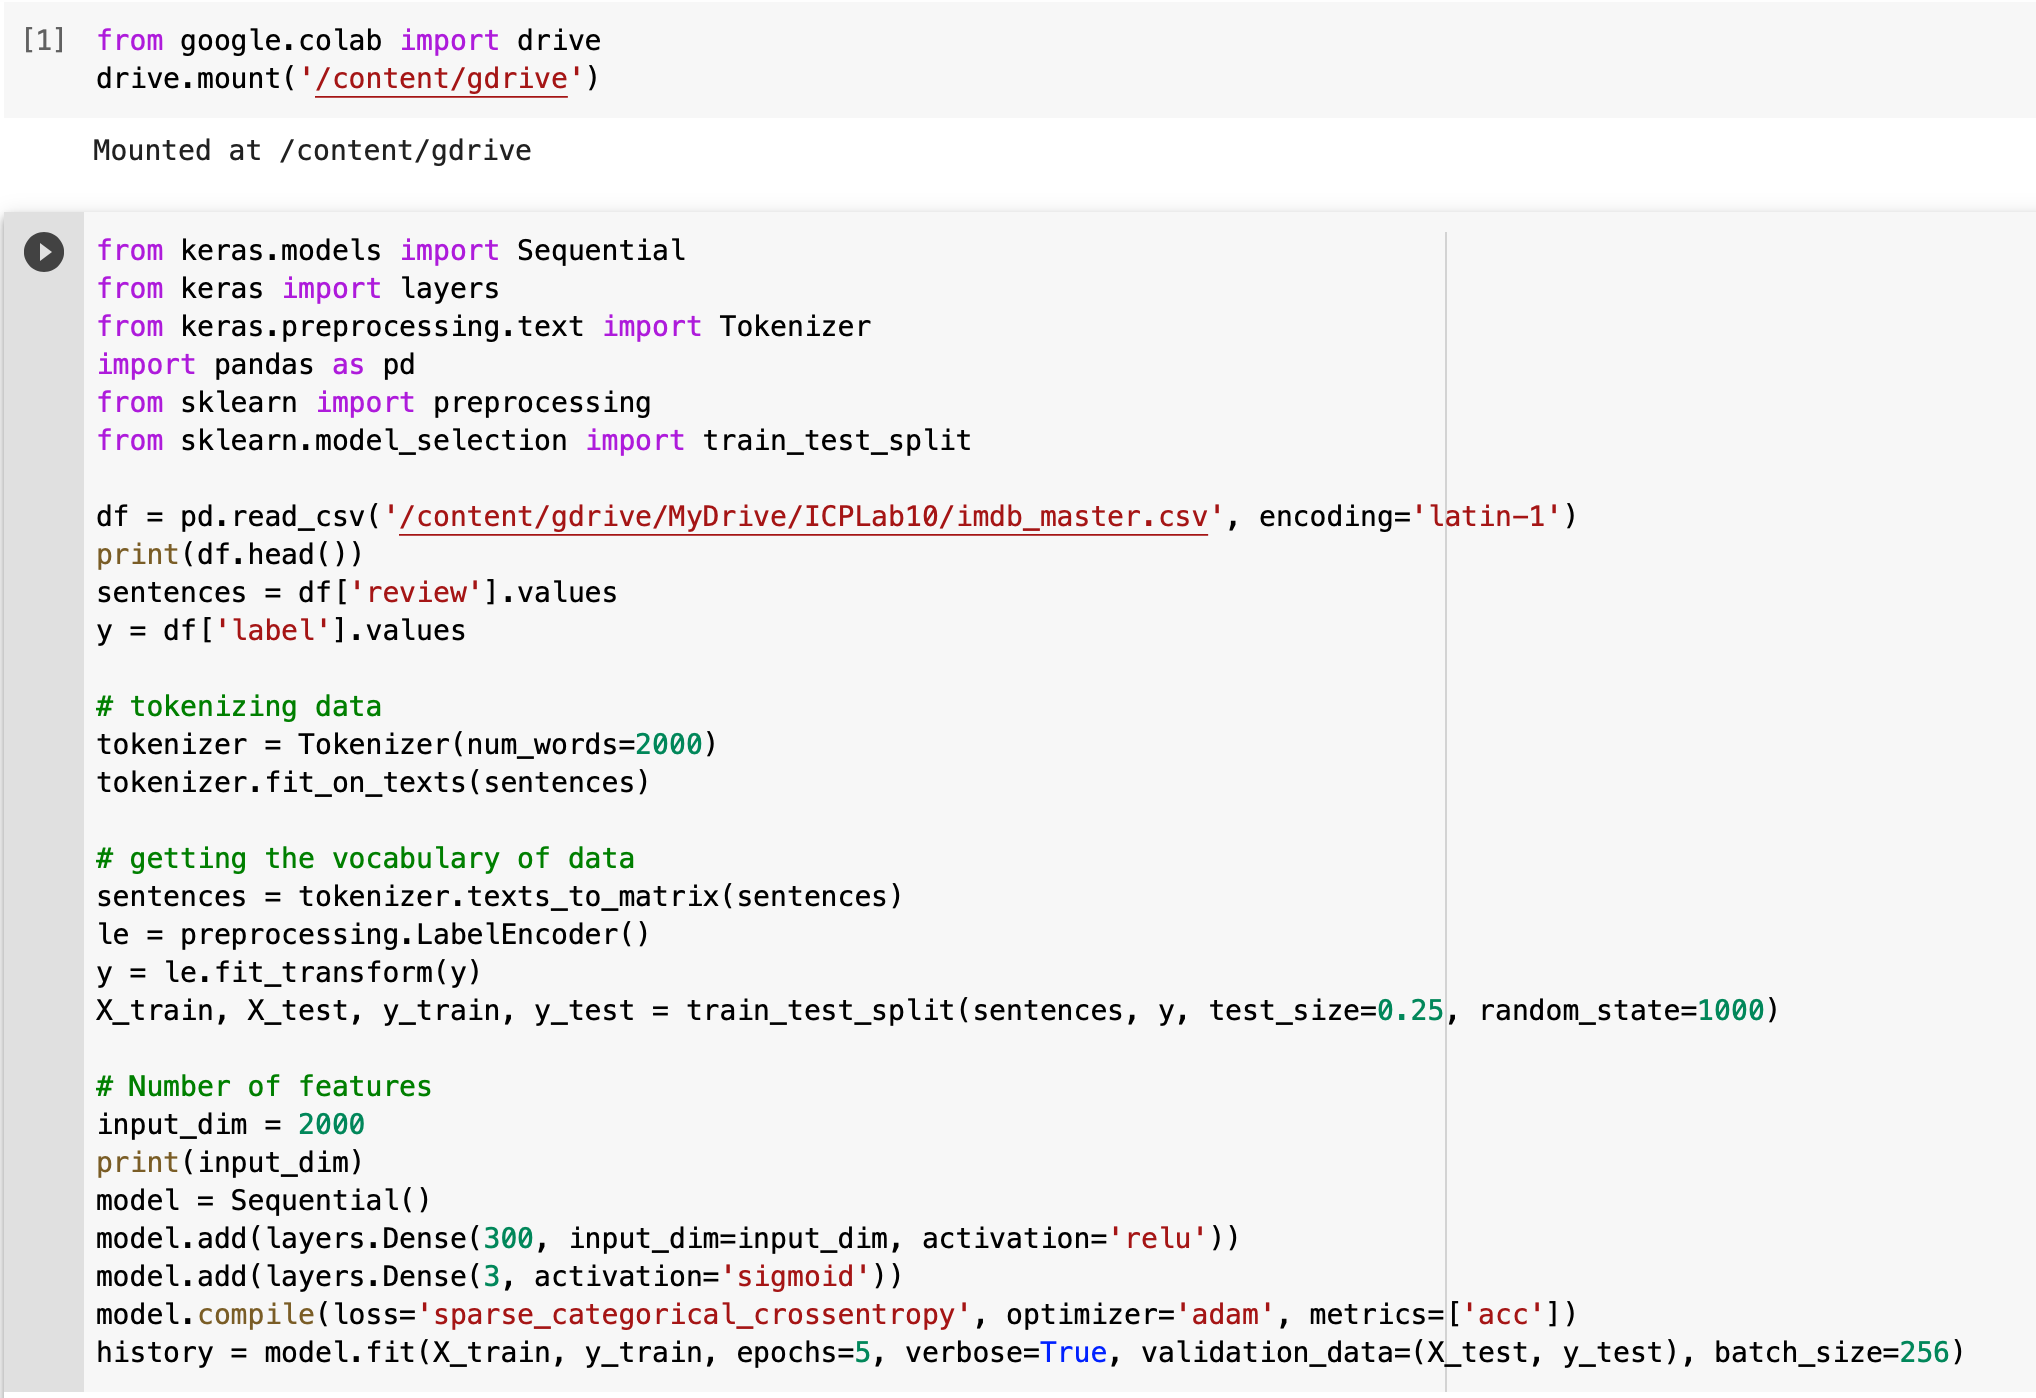 [1] from google.colab import drive
drive.mount('/content/gdrive')
Mounted at /content/gdrive
from keras.models import Sequential
from keras import layers
from keras.preprocessing.text import Tokenizer
import pandas as pd
from sklearn import preprocessing
from sklearn.model_selection import train_test_split
df = pd.read_csv('/content/gdrive/MyDrive/ICPLab10/imdb_master.csv', encoding='latin-1')
print(df.head())
sentences = df['review'].values
y = df['label'].values
# tokenizing data
tokenizer = Tokenizer(num_words=2000)
tokenizer.fit_on_texts(sentences)
# getting the vocabulary of data
sentences = tokenizer.texts_to_matrix(sentences)
le = preprocessing.LabelEncoder()
y = le.fit_transform(y)
X_train, X_test, y_train, y_test = train_test_split(sentences, y, test_size=0.25, random_state=1000)
# Number of features
input_dim = 2000
print(input_dim)
model = Sequential()
model.add(layers.Dense(300, input_dim=input_dim, activation='relu'))
model.add(layers.Dense(3, activation='sigmoid'))
model.compile(loss='sparse_categorical_crossentropy', optimizer='adam', metrics=['acc'])
history = model.fit(X_train, y_train, epochs=5, verbose=True, validation_data=(X_test, y_test), batch_size=256)